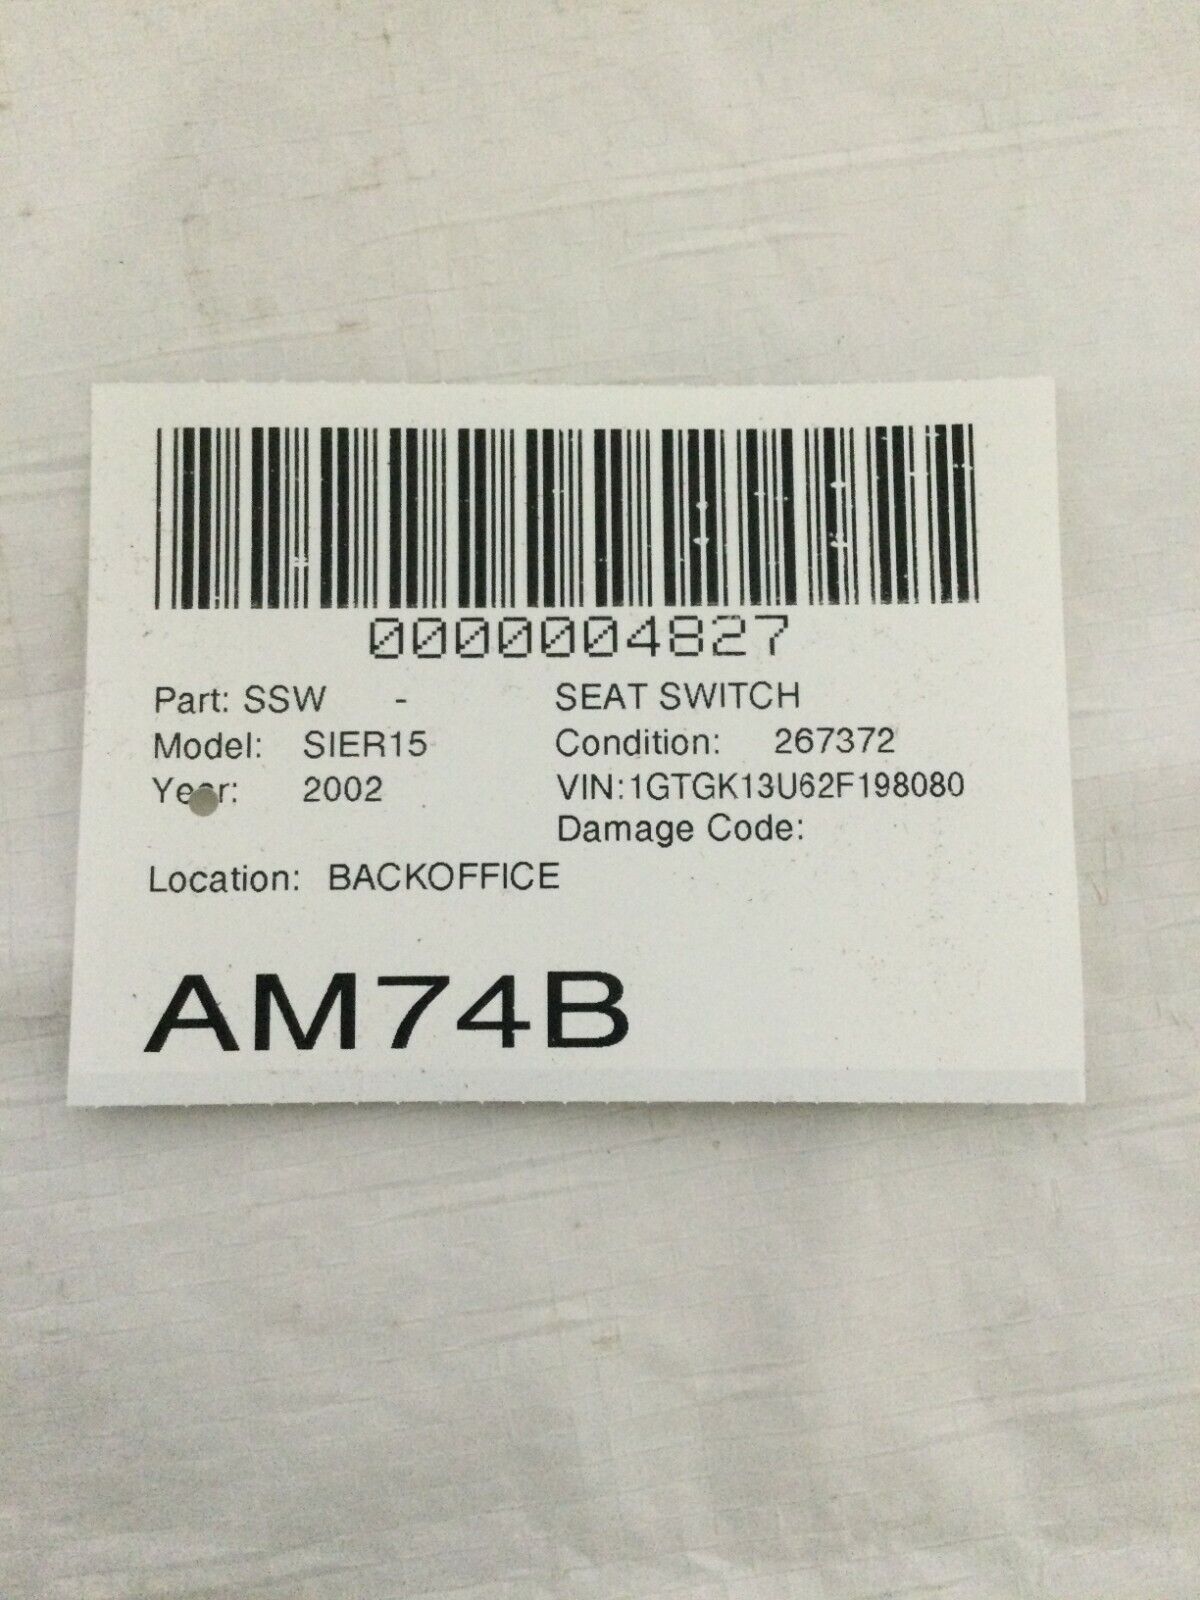 0000004827
Part: SSW - SEAT SWITCH
Model: SIER15 Condition: 267372
Year: 2002 VIN:1GTGK13U62F198080
Damage Code:
Location: BACKOFFICE
AM74B